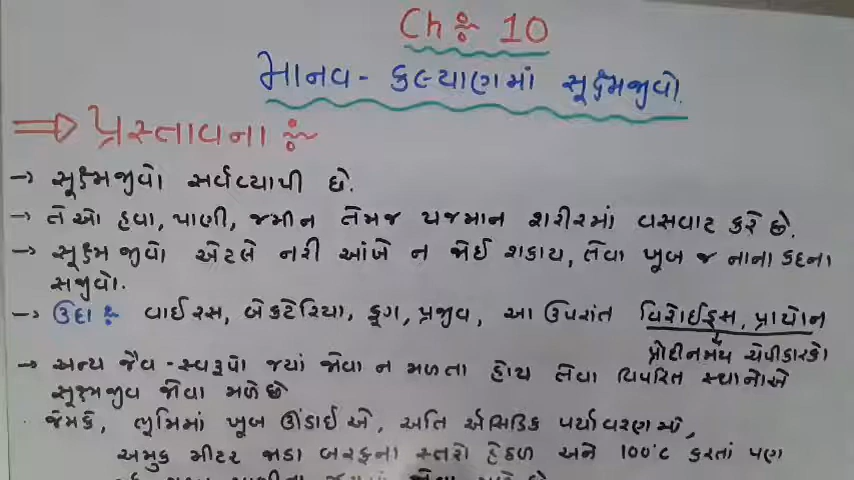 Ch ઃ 10
માનવ - કલ્યાણમાં સૂક્ષ્મજીવો.
⇒ પ્રસ્તાવના ઃ
→ સૂક્ષ્મજીવો સર્વવ્યાપી છે.
→ તેઓ હવા, પાણી, જમીન તેમજ યજમાન શરીરમાં વસવાટ કરે છે.
→ સૂક્ષ્મ જીવો એટલે નરી આંખે ન જોઈ શકાય, તેવા ખૂબ જ નાના કદના
સજીવો.
→ ઉદા ઃ વાઈરસ, બેકટેરિયા, ફૂગ, પ્રજીવ, આ ઉપરાંત વિરોઈડ્સ, પ્રાયોન
પ્રોટીનમય ચેપીકારકો
→ અન્ય જૈવ - સ્વરૂપો જ્યાં જોવા ન મળતા હોય તેવા વિપરિત સ્થાનોએ
સૂક્ષ્મજીવ જોવા મળે છે
જેમકે, ભૂમિમાં ખૂબ ઊંડાઈએ, અતિ એસિડિક પર્યાવરણમાં,
અમુક મીટર જાડા બરફના સ્તરો હેઠળ અને 100°C કરતાં પણ